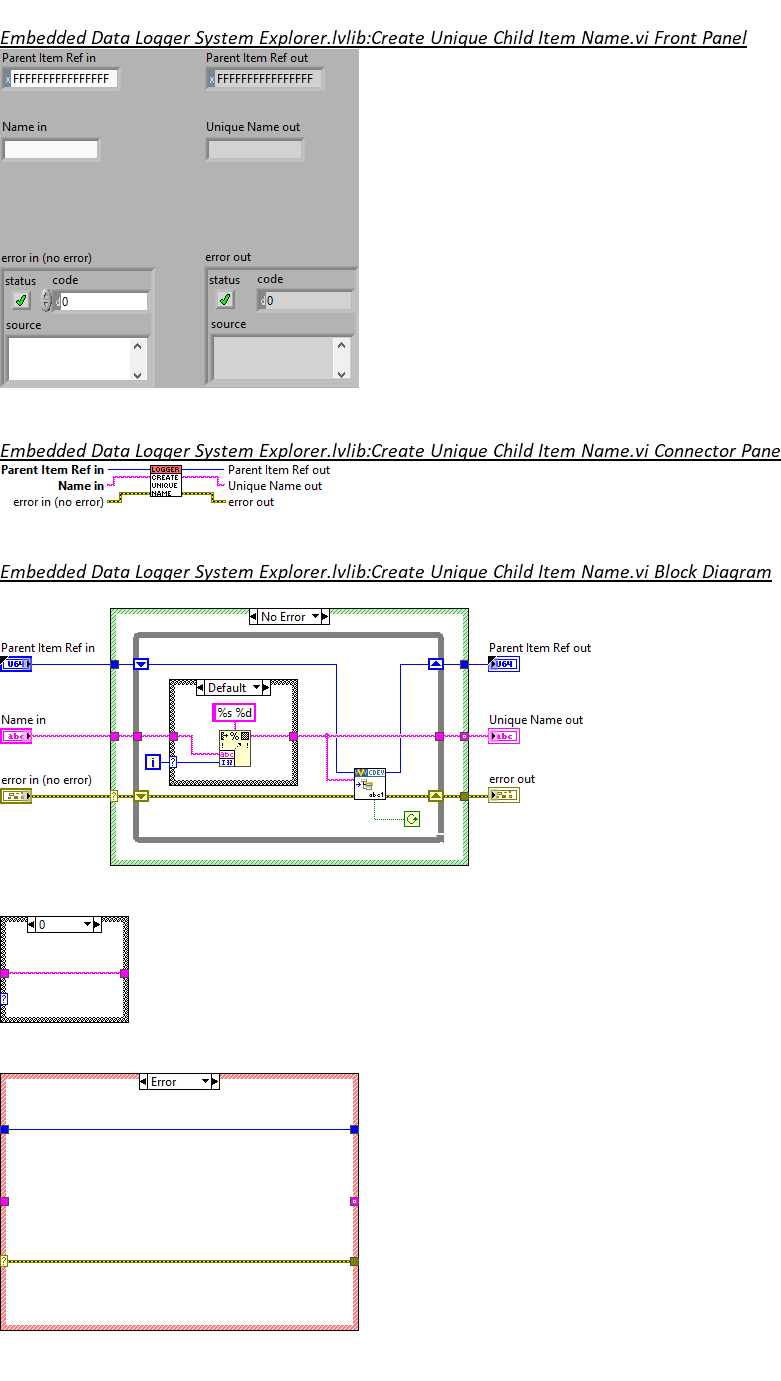 Embedded Data Logger System Explorer.lvlib:Create Unique Child Item Name.vi Front Panel
Parent Item Ref in
Parent Item Ref out
x FFFFFFFFFFFFFFFF
x FFFFFFFFFFFFFFFF
Name in
Unique Name out
error in (no error)
error out
status code
status code
d 0
d 0
source
source
Embedded Data Logger System Explorer.lvlib:Create Unique Child Item Name.vi Connector Pane
Parent Item Ref in
LOGGER
CREATE
UNIQUE
NAME
Parent Item Ref out
Name in
Unique Name out
error in (no error)
error out
Embedded Data Logger System Explorer.lvlib:Create Unique Child Item Name.vi Block Diagram
No Error
Parent Item Ref in
Parent Item Ref out
U64
U64
Default
%s %d
Name in
Unique Name out
abc
abc
%
abc
I32
i
?
CDEV
abc1
error in (no error)
error out
?
0
?
Error
?